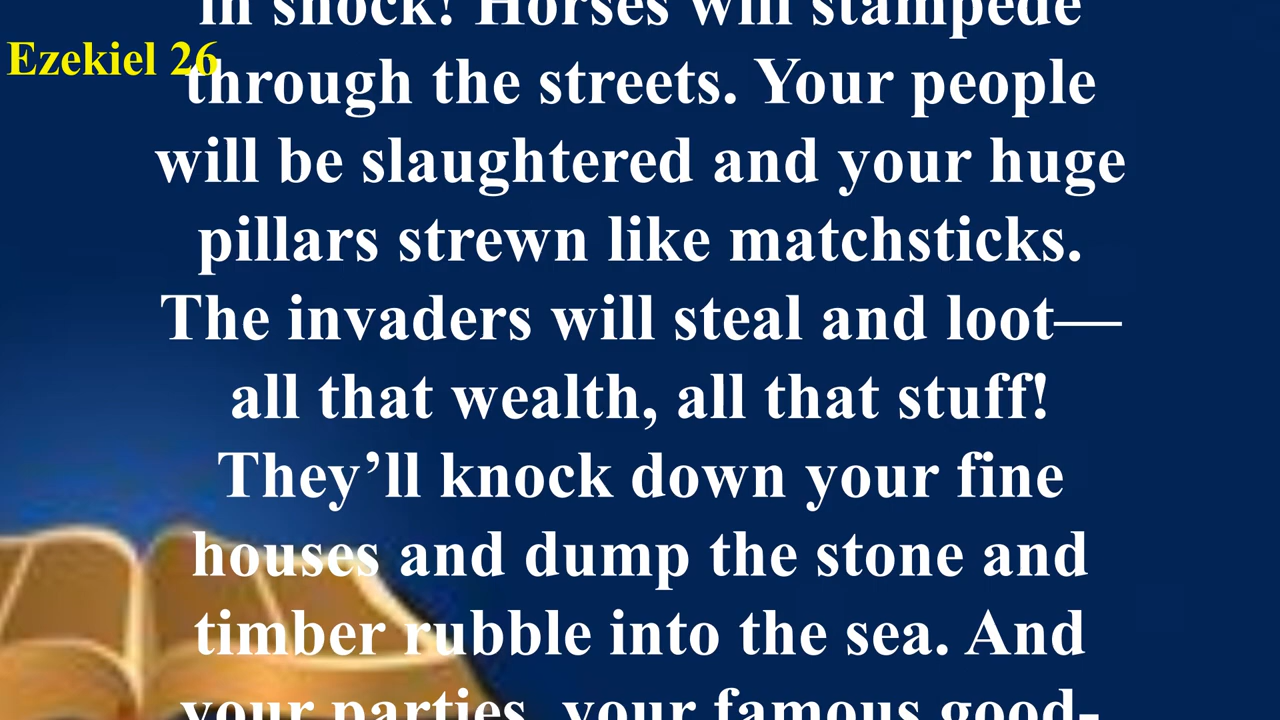 in shock! Horses will stampede
Ezekiel 26
through the streets. Your people
will be slaughtered and your huge
pillars strewn like matchsticks.
The invaders will steal and loot—
all that wealth, all that stuff!
They’ll knock down your fine
houses and dump the stone and
timber rubble into the sea. And
your parties, your famous good-